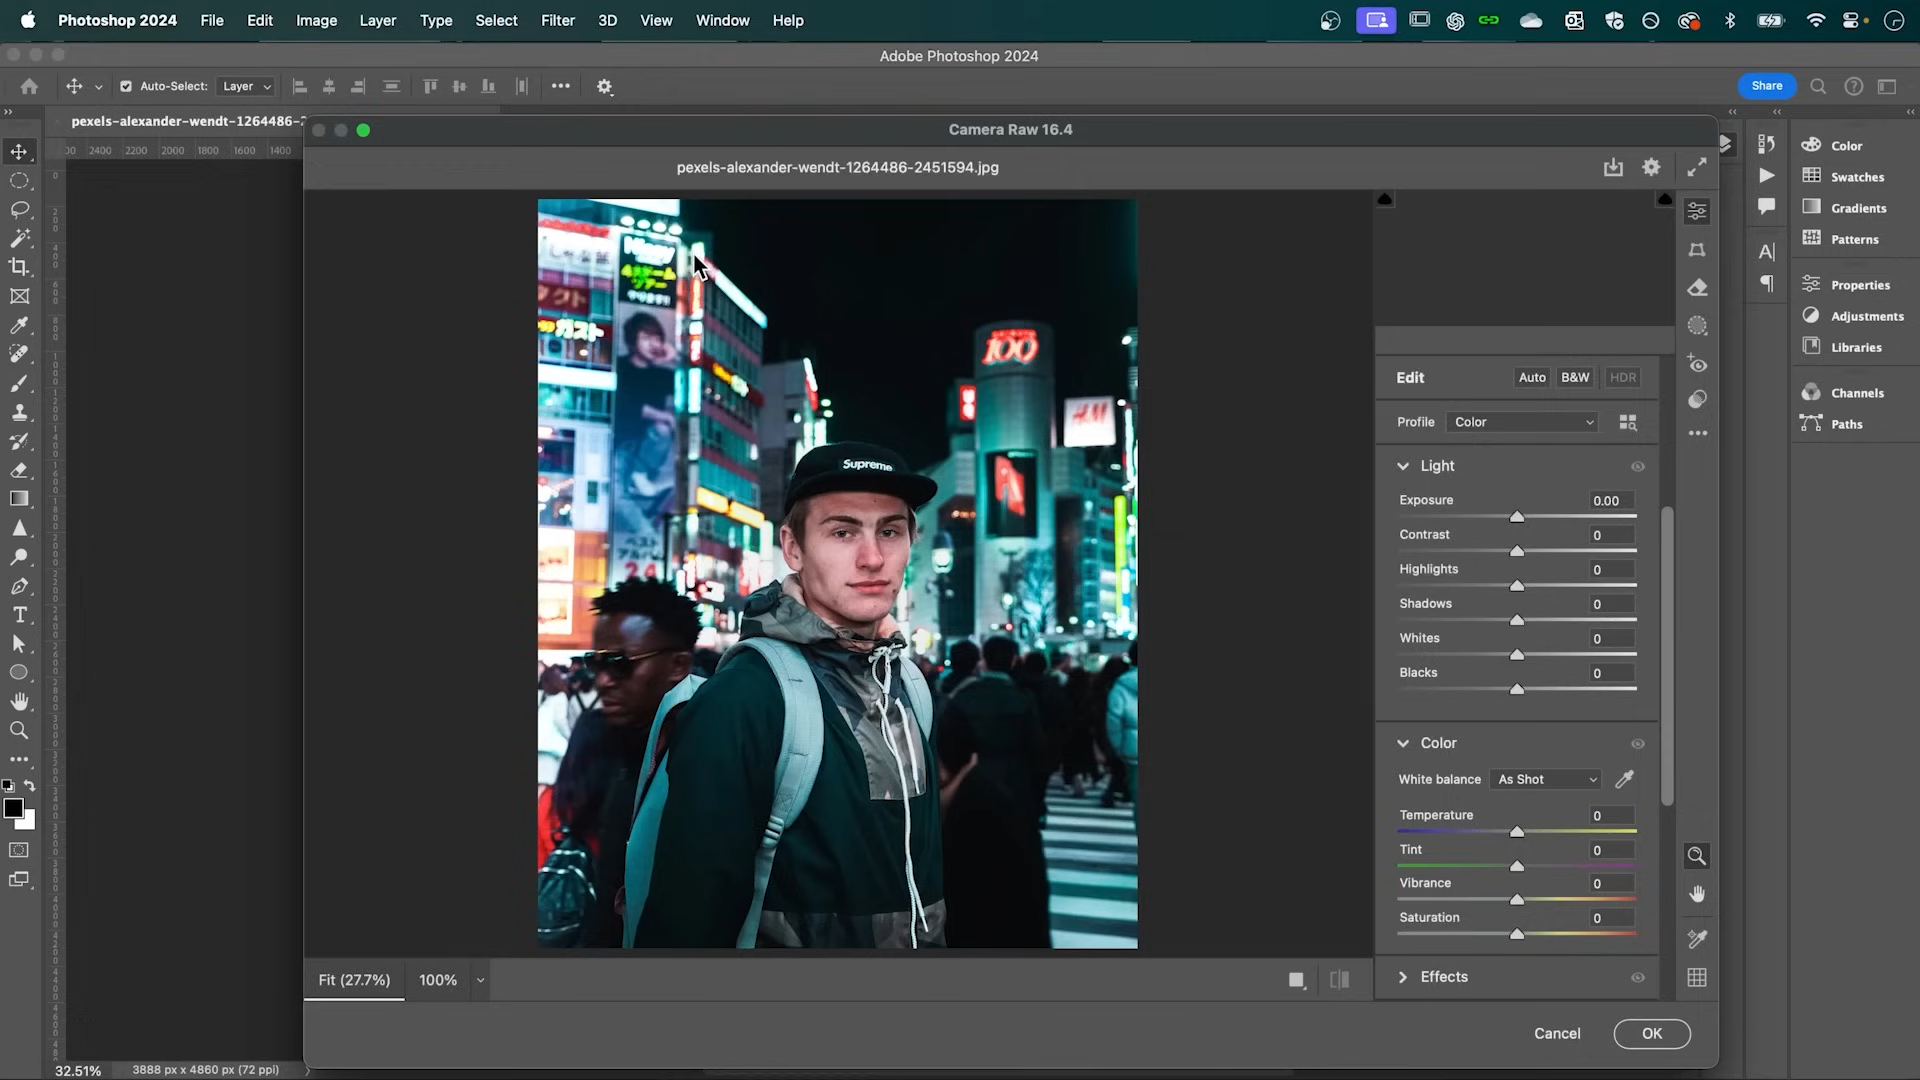 Photoshop 2024 File Edit Image Layer Type Select Filter 3D View Window Help
Adobe Photoshop 2024
Auto-Select: Layer Share
pexels-alexander-wendt-1264486-2
2400 2200 2000 1800 1600 1400
Camera Raw 16.4
pexels-alexander-wendt-1264486-2451594.jpg
Color
Swatches
Gradients
Patterns
Properties
Adjustments
Libraries
Channels
Paths
100
H&M
Supreme
ガスト
24
Edit Auto B&W HDR
Profile Color
Light
Exposure 0.00
Contrast 0
Highlights 0
Shadows 0
Whites 0
Blacks 0
Color
White balance As Shot
Temperature 0
Tint 0
Vibrance 0
Saturation 0
Effects
Fit (27.7%) 100%
Cancel OK
32.51% 3888 px x 4860 px (72 ppi)